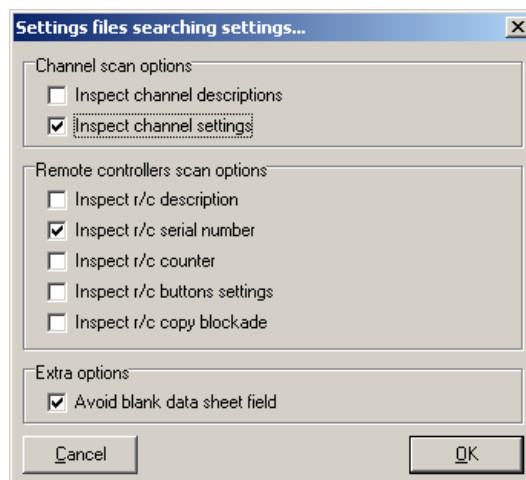 Settings files searching settings...
Channel scan options
Inspect channel descriptions
Inspect channel settings
Remote controllers scan options
Inspect r/c description
Inspect r/c serial number
Inspect r/c counter
Inspect r/c buttons settings
Inspect r/c copy blockade
Extra options
Avoid blank data sheet field
Cancel OK